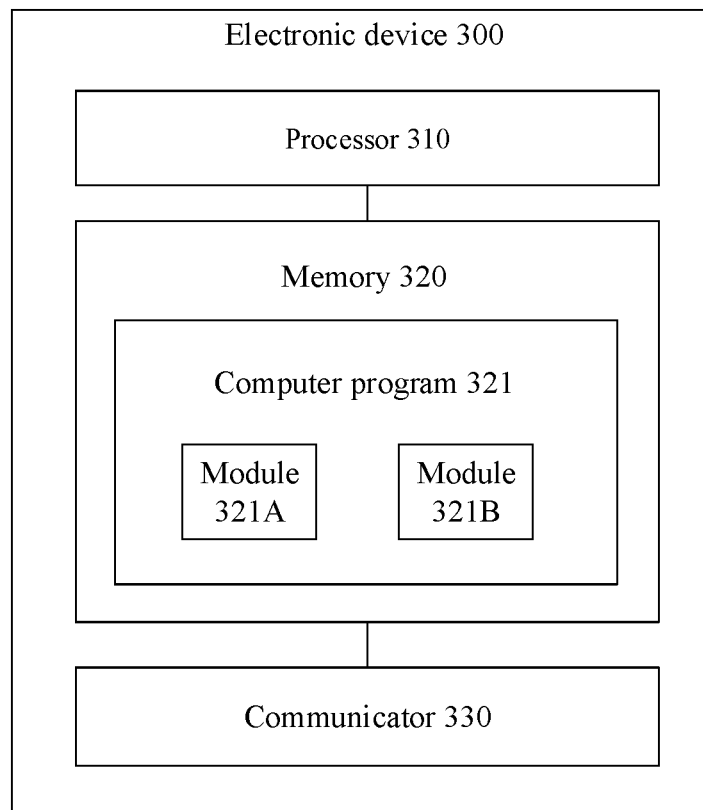 Electronic device 300
Processor 310
Memory 320
Computer program 321
Module
321A
Module
321B
Communicator 330